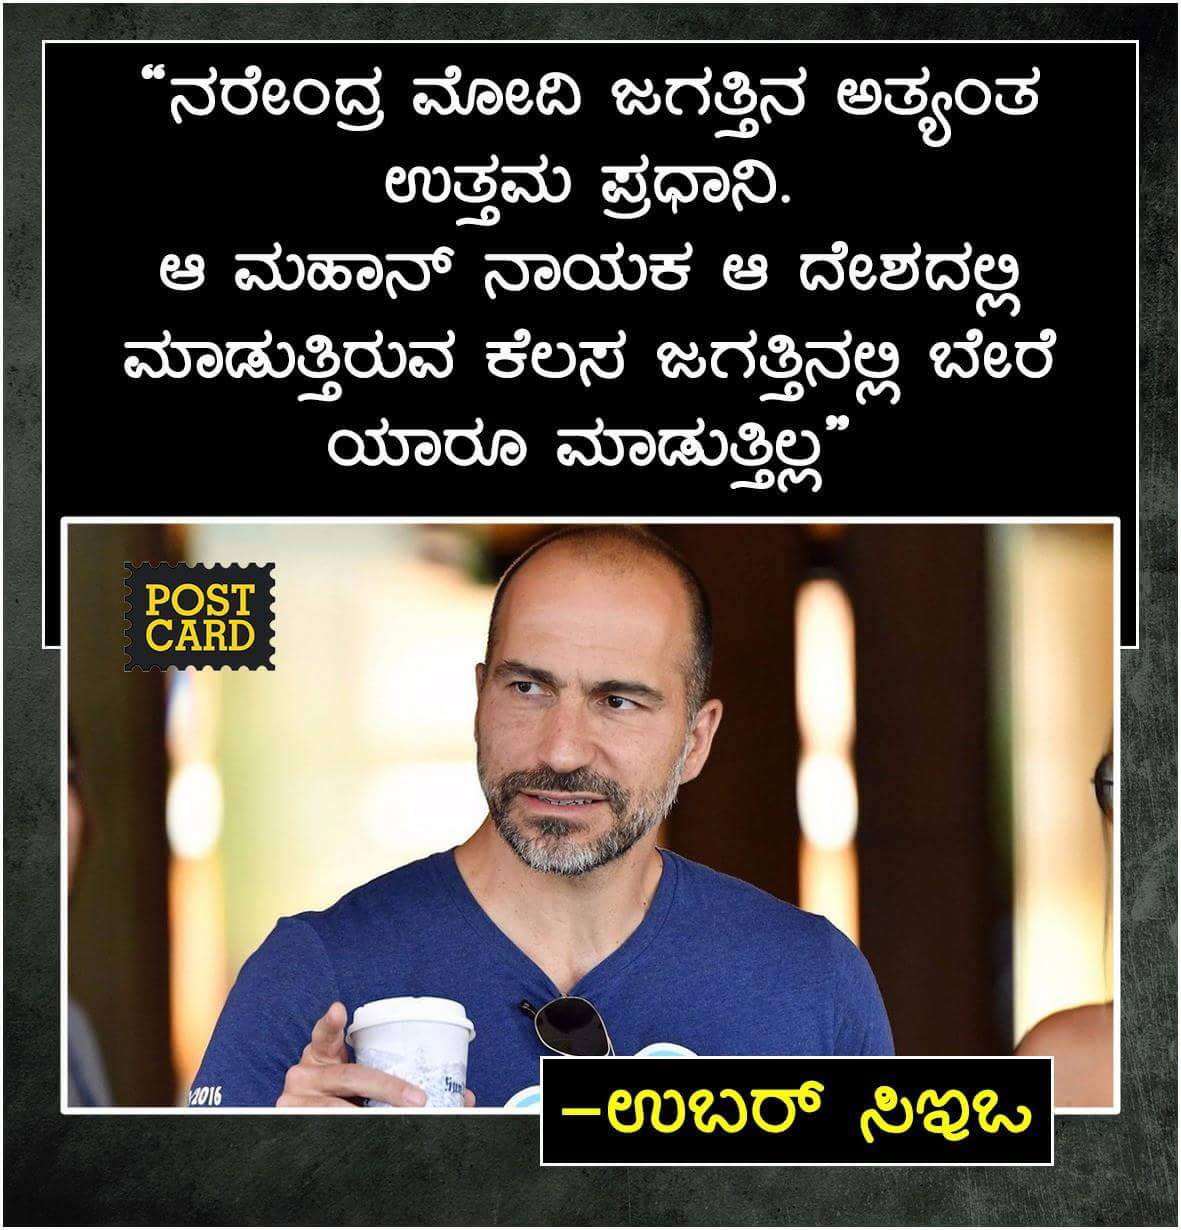 “ನರೇಂದ್ರ ಮೋದಿ ಜಗತ್ತಿನ ಅತ್ಯಂತ
ಉತ್ತಮ ಪ್ರಧಾನಿ.
ಆ ಮಹಾನ್ ನಾಯಕ ಆ ದೇಶದಲ್ಲಿ
ಮಾಡುತ್ತಿರುವ ಕೆಲಸ ಜಗತ್ತಿನಲ್ಲಿ ಬೇರೆ
ಯಾರೂ ಮಾಡುತ್ತಿಲ್ಲ”
POST
CARD
2016
–ಉಬರ್ ಸಿಇಒ